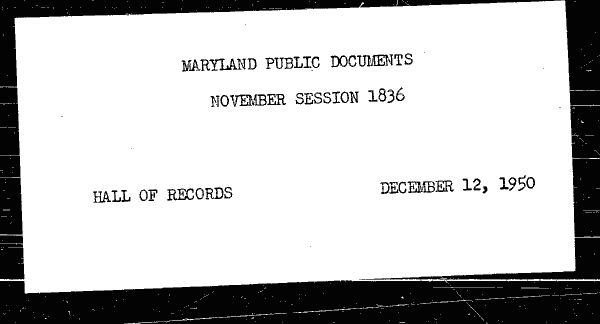 MARYLAND PUBLIC DOCUMENTS
NOVEMBER SESSION 1836
HALL OF RECORDS DECEMBER 12, 1950